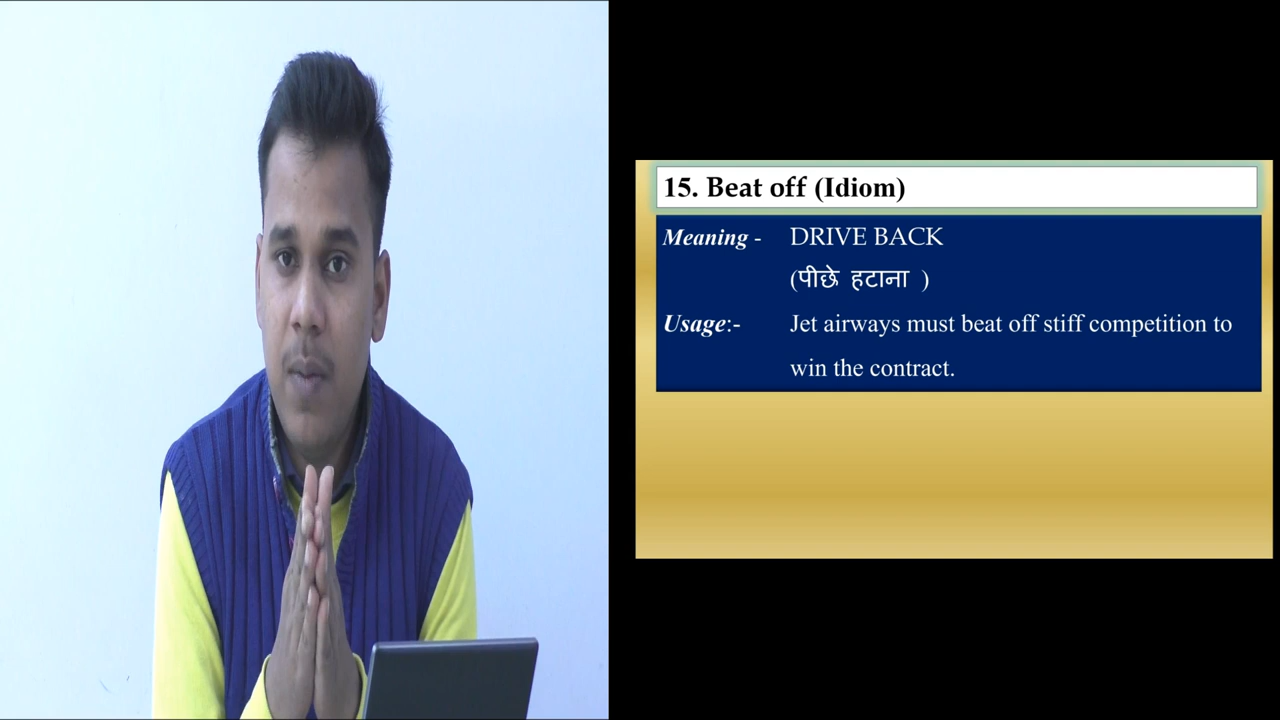 15. Beat off (Idiom)
Meaning - DRIVE BACK
(पीछे हटाना )
Usage:- Jet airways must beat off stiff competition to
win the contract.